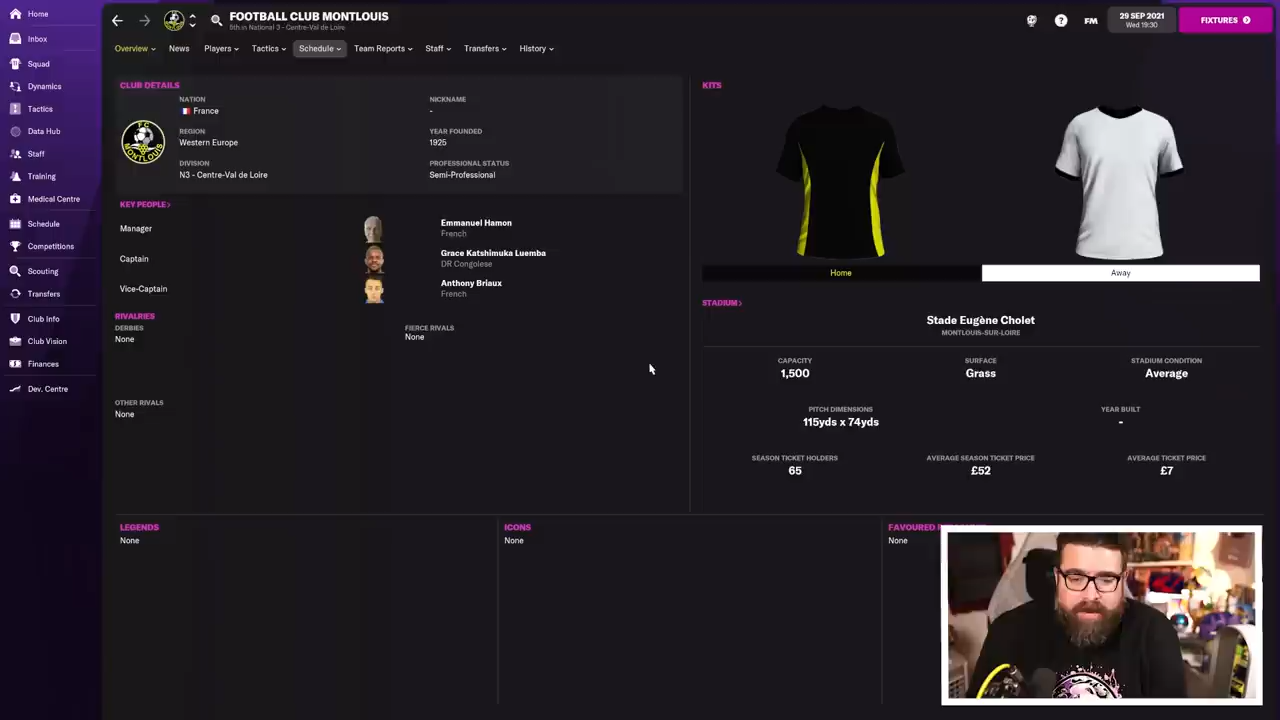 Home
Inbox
Squad
Dynamics
Tactics
Data Hub
Staff
Training
Medical Centre
Schedule
Competitions
Scouting
Transfers
Club Info
Club Vision
Finances
Dev. Centre
FOOTBALL CLUB MONTLOUIS
5th in National 3 - Centre-Val de Loire
FM
29 SEP 2021
Wed 19:30
FIXTURES
Overview
News
Players
Tactics
Schedule
Team Reports
Staff
Transfers
History
CLUB DETAILS
FC
MONTLOUIS
NATION
France
NICKNAME
-
REGION
Western Europe
YEAR FOUNDED
1925
DIVISION
N3 - Centre-Val de Loire
PROFESSIONAL STATUS
Semi-Professional
KEY PEOPLE >
Manager
Emmanuel Hamon
French
Captain
Grace Katshimuka Luemba
DR Congolese
Vice-Captain
Anthony Briaux
French
RIVALRIES
DERBIES
None
FIERCE RIVALS
None
OTHER RIVALS
None
KITS
Home
Away
STADIUM >
Stade Eugène Cholet
MONTLOUIS-SUR-LOIRE
CAPACITY
1,500
SURFACE
Grass
STADIUM CONDITION
Average
PITCH DIMENSIONS
115yds x 74yds
YEAR BUILT
-
SEASON TICKET HOLDERS
65
AVERAGE SEASON TICKET PRICE
£52
AVERAGE TICKET PRICE
£7
LEGENDS
None
ICONS
None
FAVOURED
None